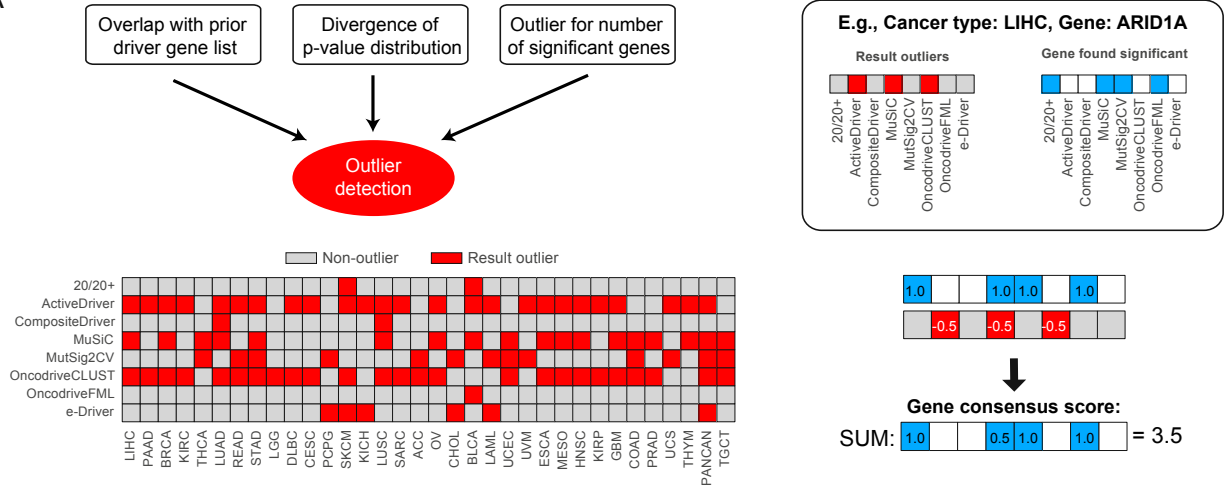 A
Overlap with prior
driver gene list
Divergence of
p-value distribution
Outlier for number
of significant genes
Outlier
detection
Non-outlier
Result outlier
20/20+
ActiveDriver
CompositeDriver
MuSiC
MutSig2CV
OncodriveCLUST
OncodriveFML
e-Driver
LIHC
PAAD
BRCA
KIRC
THCA
LUAD
READ
STAD
LGG
DLBC
CESC
PCPG
SKCM
KICH
LUSC
SARC
ACC
OV
CHOL
BLCA
LAML
UCEC
UVM
ESCA
MESO
HNSC
KIRP
GBM
COAD
PRAD
UCS
THYM
PANCAN
TGCT
E.g., Cancer type: LIHC, Gene: ARID1A
Result outliers
20/20+
ActiveDriver
CompositeDriver
MuSiC
MutSig2CV
OncodriveCLUST
OncodriveFML
e-Driver
Gene found significant
20/20+
ActiveDriver
CompositeDriver
MuSiC
MutSig2CV
OncodriveCLUST
OncodriveFML
e-Driver
1.0 1.0 1.0 1.0
-0.5 -0.5 -0.5
Gene consensus score:
SUM: 1.0 0.5 1.0 1.0 = 3.5